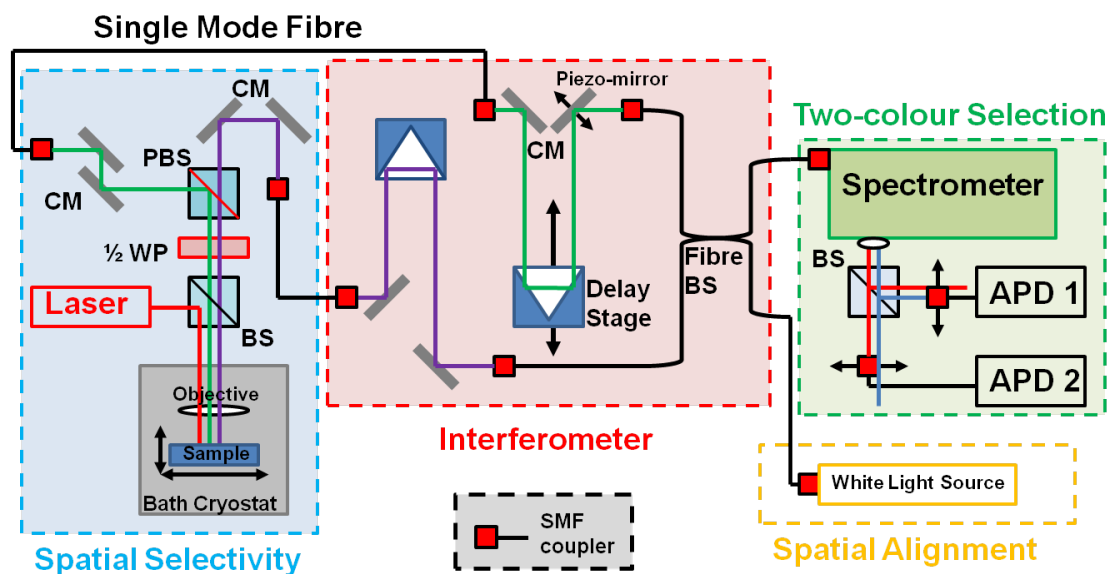 Single Mode Fibre
CM
PBS
CM
½ WP
Laser
BS
Objective
Sample
Bath Cryostat
Spatial Selectivity
Piezo-mirror
CM
Delay
Stage
Fibre
BS
Interferometer
SMF
coupler
Two-colour Selection
Spectrometer
BS
APD 1
APD 2
White Light Source
Spatial Alignment